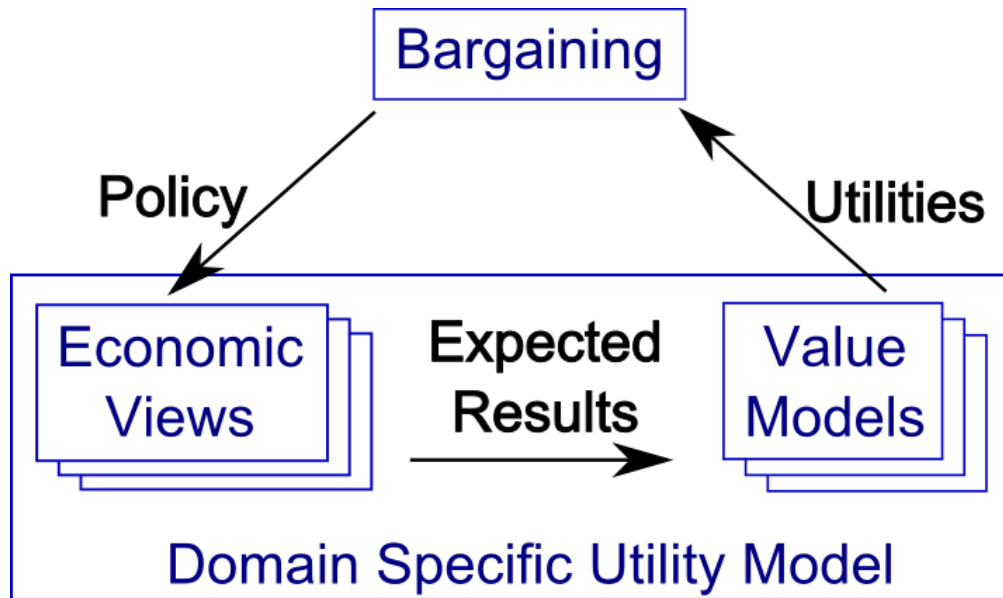 Bargaining
Policy
Utilities
Economic
Views
Expected
Results
Value
Models
Domain Specific Utility Model